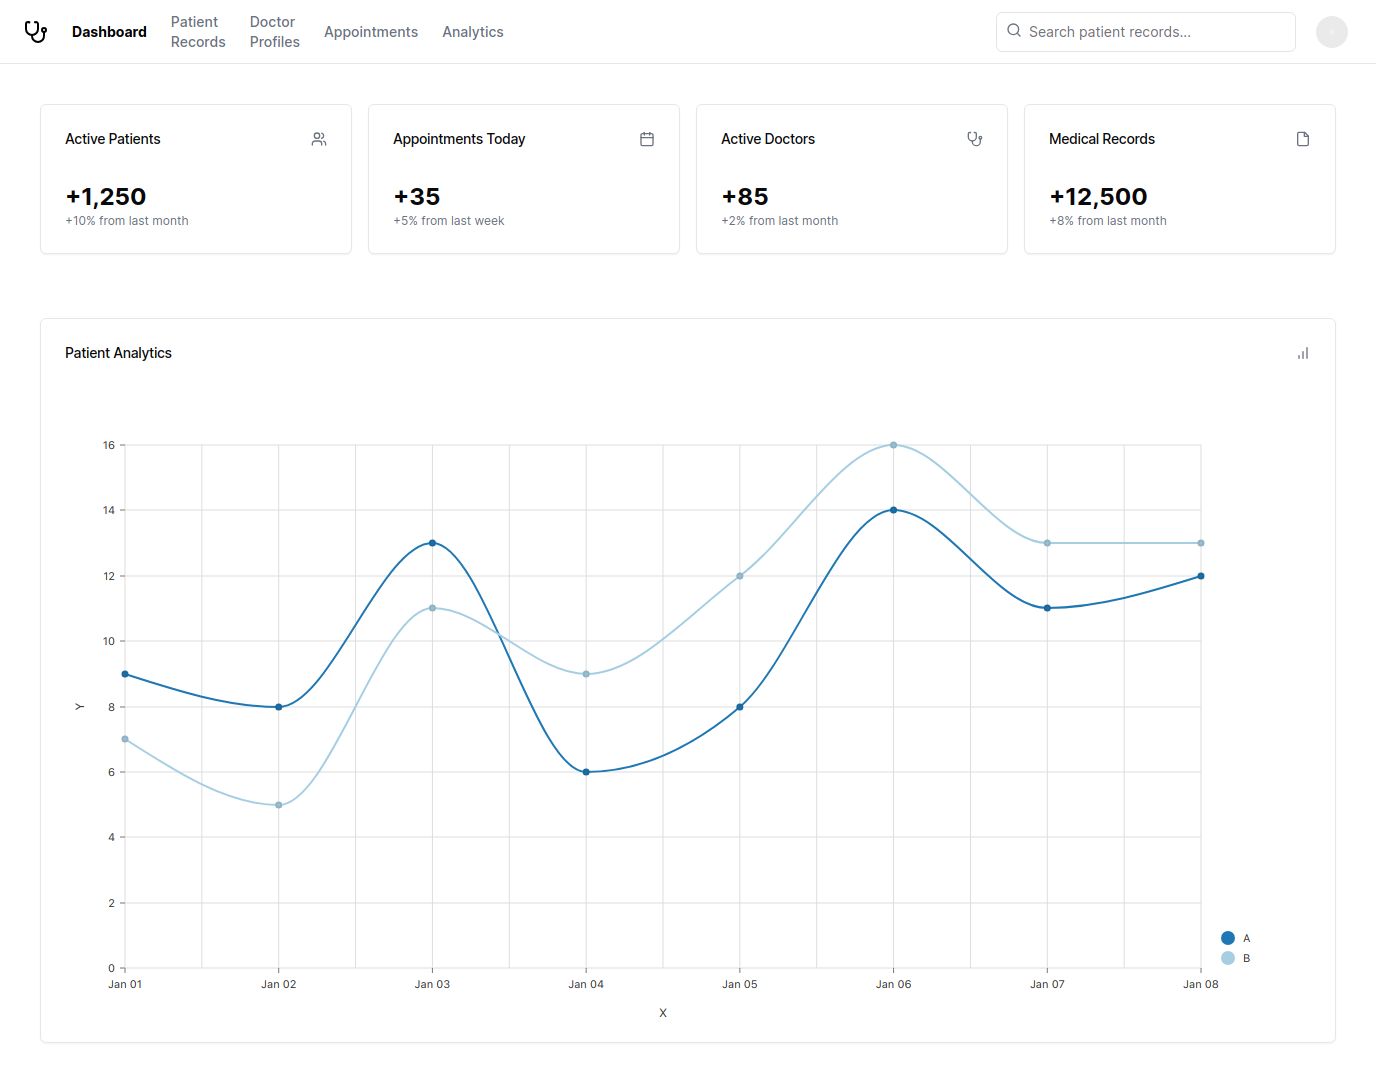 Dashboard
Patient Records
Doctor Profiles
Appointments
Analytics
Search patient records...
Active Patients
+1,250
+10% from last month
Appointments Today
+35
+5% from last week
Active Doctors
+85
+2% from last month
Medical Records
+12,500
+8% from last month
Patient Analytics
16
14
12
10
8
6
4
2
0
Y
Jan 01
Jan 02
Jan 03
Jan 04
Jan 05
Jan 06
Jan 07
Jan 08
X
A
B